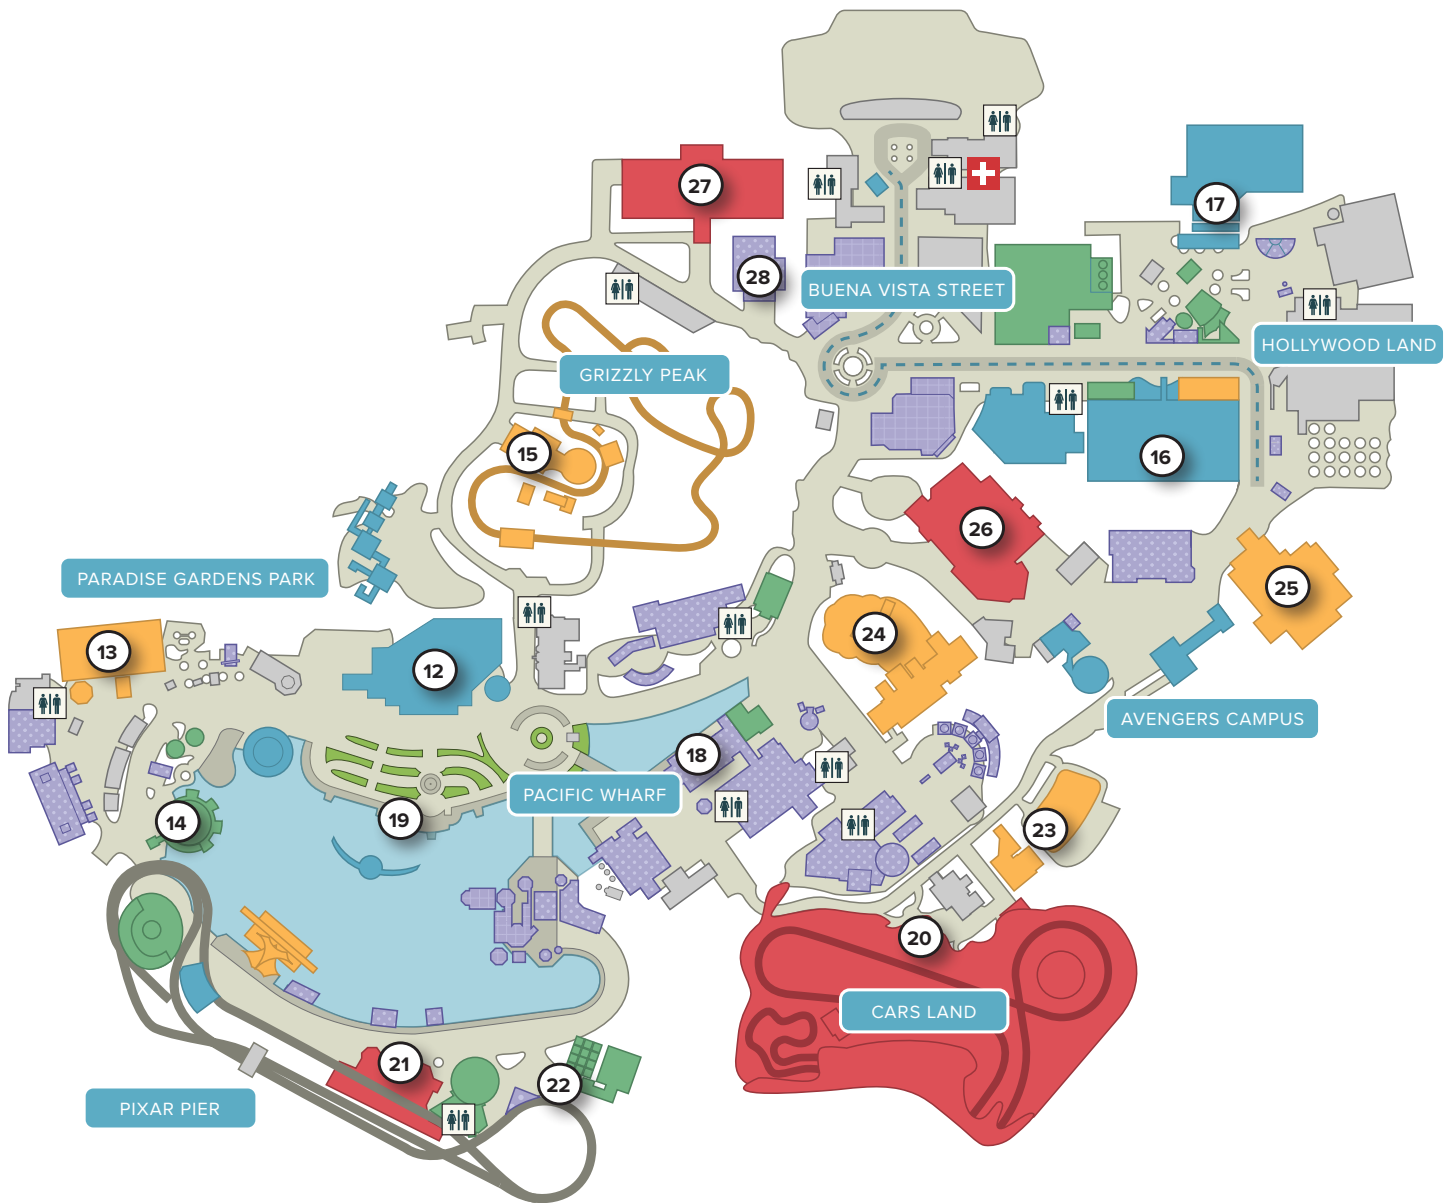 27
17
28
BUENA VISTA STREET
HOLLYWOOD LAND
GRIZZLY PEAK
15
16
26
PARADISE GARDENS PARK
25
24
13
12
AVENGERS CAMPUS
18
PACIFIC WHARF
14
19
23
20
CARS LAND
21
22
PIXAR PIER